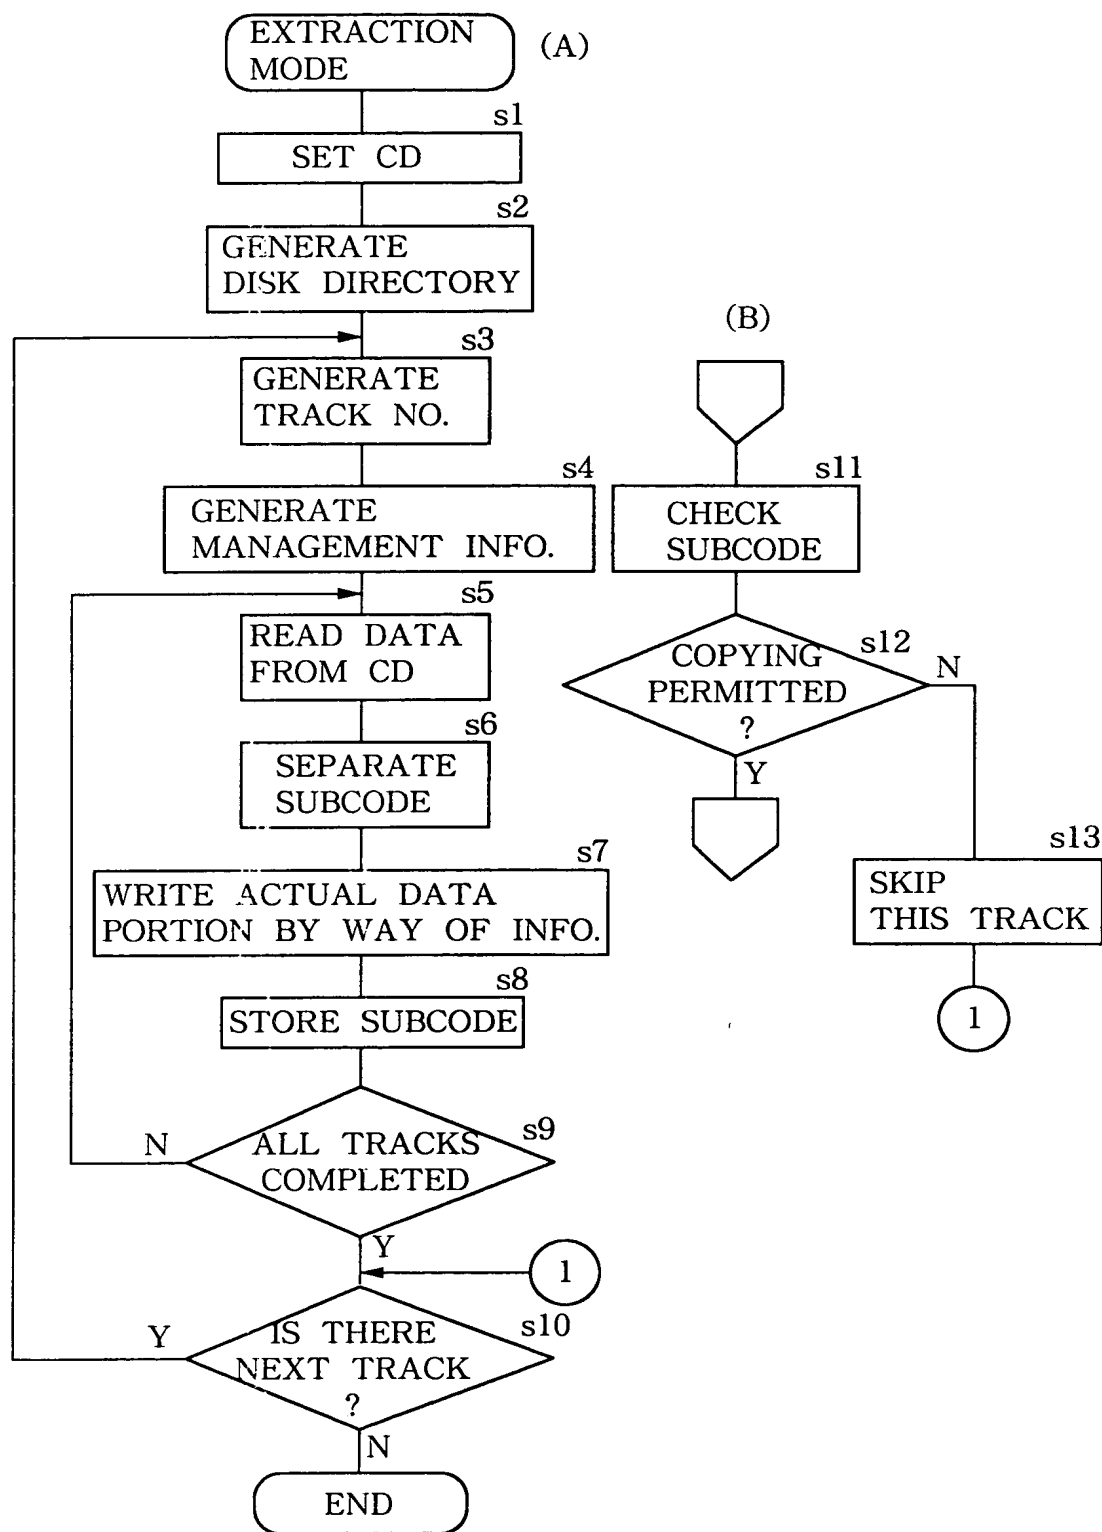 EXTRACTION
MODE
(A)
s1
SET CD
s2
GENERATE
DISK DIRECTORY
s3
GENERATE
TRACK NO.
s4
GENERATE
MANAGEMENT INFO.
s5
READ DATA
FROM CD
s6
SEPARATE
SUBCODE
s7
WRITE ACTUAL DATA
PORTION BY WAY OF INFO.
s8
STORE SUBCODE
s9
ALL TRACKS
COMPLETED
N
Y
1
s10
IS THERE
NEXT TRACK
?
Y
N
END
(B)
s11
CHECK
SUBCODE
s12
COPYING
PERMITTED
?
N
Y
s13
SKIP
THIS TRACK
1